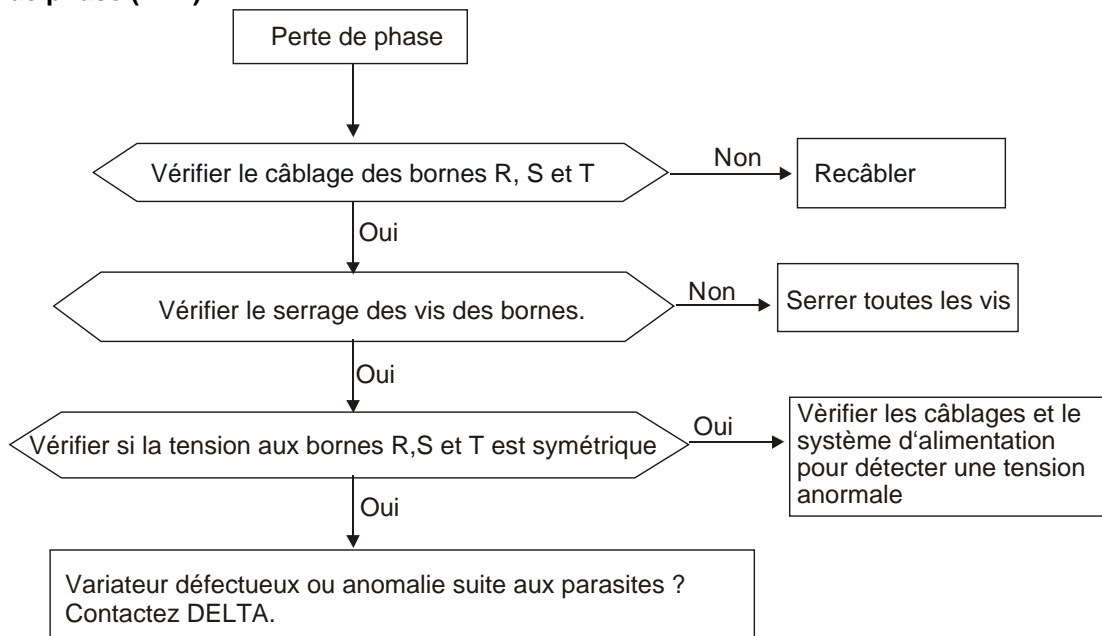 Perte de phase
Vérifier le câblage des bornes R, S et T
Non
Recâbler
Oui
Vérifier le serrage des vis des bornes.
Non
Serrer toutes les vis
Oui
Vérifier si la tension aux bornes R,S et T est symétrique
Oui
Vèrifier les câblages et le
système d‘alimentation
pour détecter une tension
anormale
Oui
Variateur défectueux ou anomalie suite aux parasites ?
Contactez DELTA.